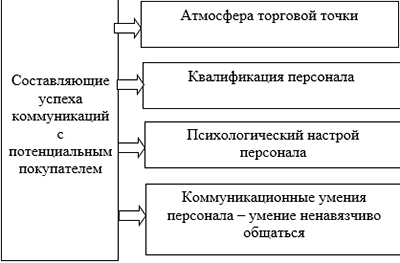 Составляющие
успеха
коммуникаций
с
потенциальным
покупателем
Атмосфера торговой точки
Квалификация персонала
Психологический настрой
персонала
Коммуникационные умения
персонала – умение ненавязчиво
общаться